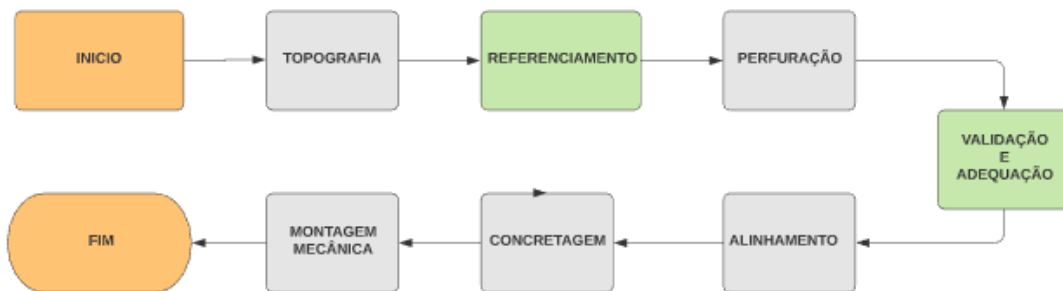 INICIO
TOPOGRAFIA
REFERENCIAMENTO
PERFURAÇÃO
VALIDAÇÃO
E
ADEQUAÇÃO
ALINHAMENTO
CONCRETAGEM
MONTAGEM
MECÂNICA
FIM